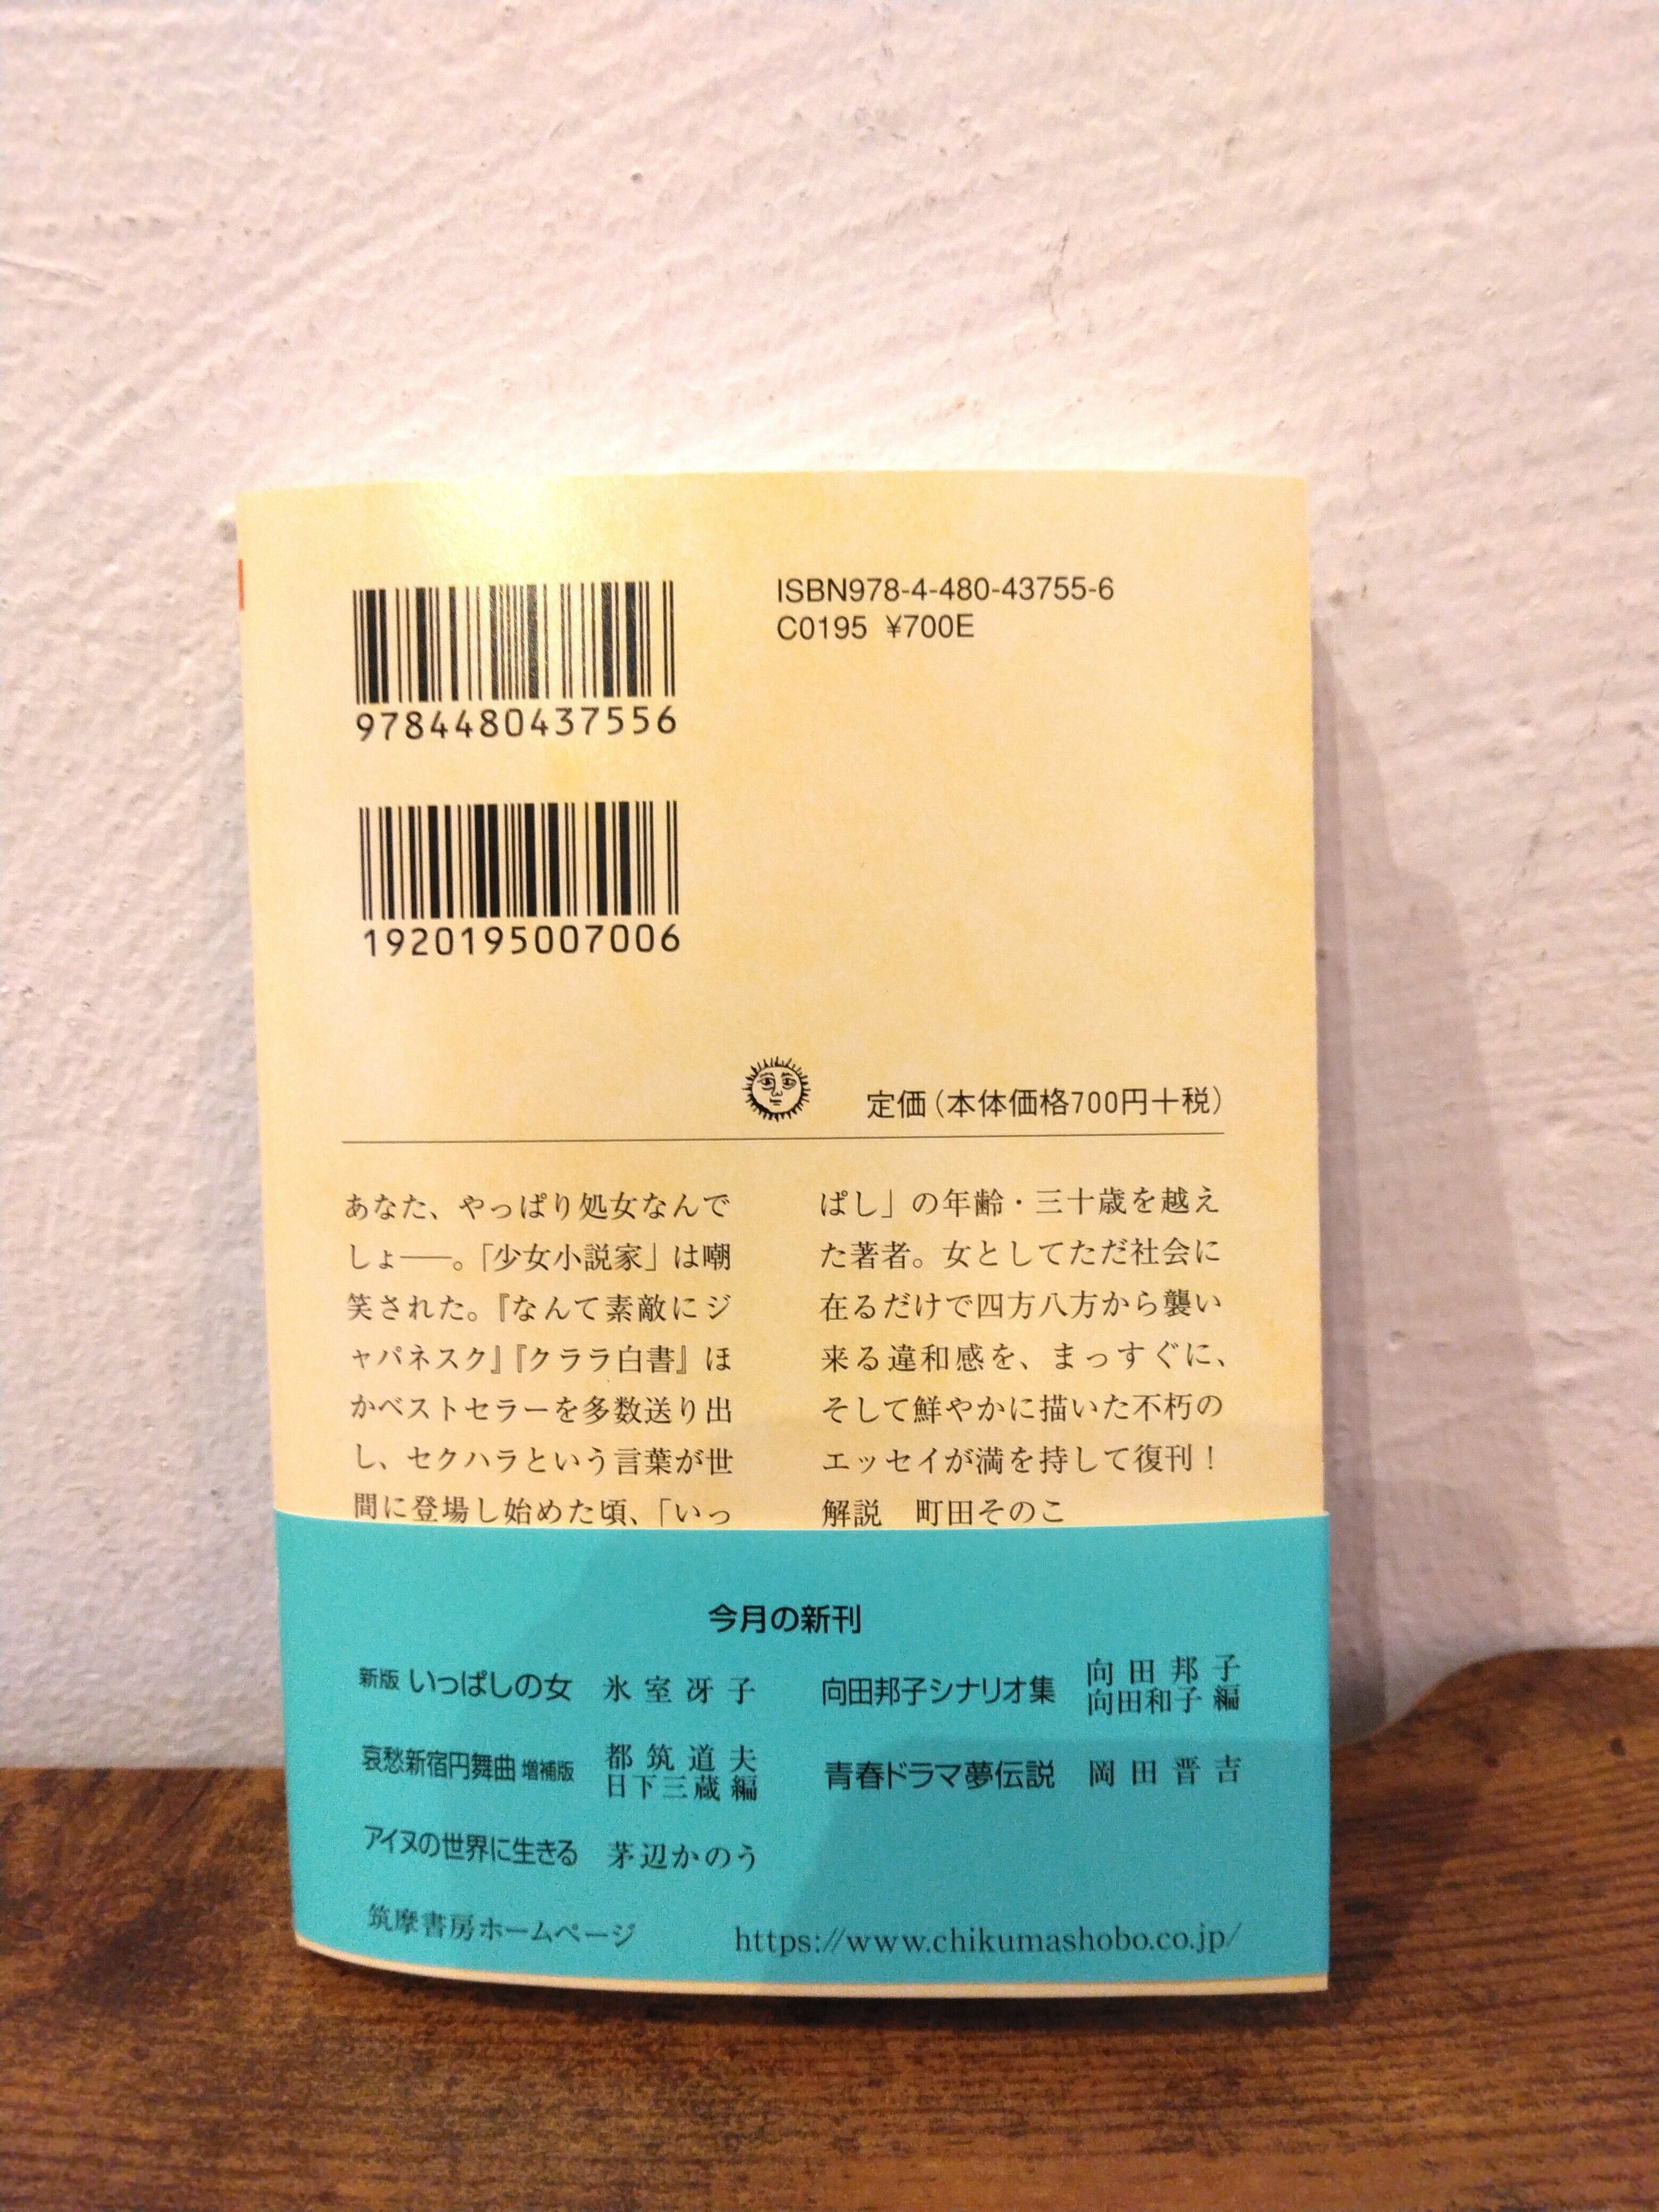 9784480437556
ISBN978-4-480-43755-6
C0195 ¥700E
1920195007006
定価（本体価格700円＋税）
あなた、やっぱり処女なんで
しょ――。「少女小説家」は嘲
笑された。『なんて素敵にジ
ャパネスク』『クララ白書』ほ
かベストセラーを多数送り出
し、セクハラという言葉が世
間に登場し始めた頃、「いっ
ぱし」の年齢・三十歳を越え
た著者。女としてただ社会に
在るだけで四方八方から襲い
来る違和感を、まっすぐに、
そして鮮やかに描いた不朽の
エッセイが満を持して復刊！
解説　町田そのこ
今月の新刊
新版 いっぱしの女 氷室冴子
哀愁新宿円舞曲 増補版 都筑道夫
日下三蔵編
アイヌの世界に生きる 茅辺かのう
向田邦子シナリオ集 向田邦子
向田和子編
青春ドラマ夢伝説 岡田晋吉
筑摩書房ホームページ https://www.chikumashobo.co.jp/